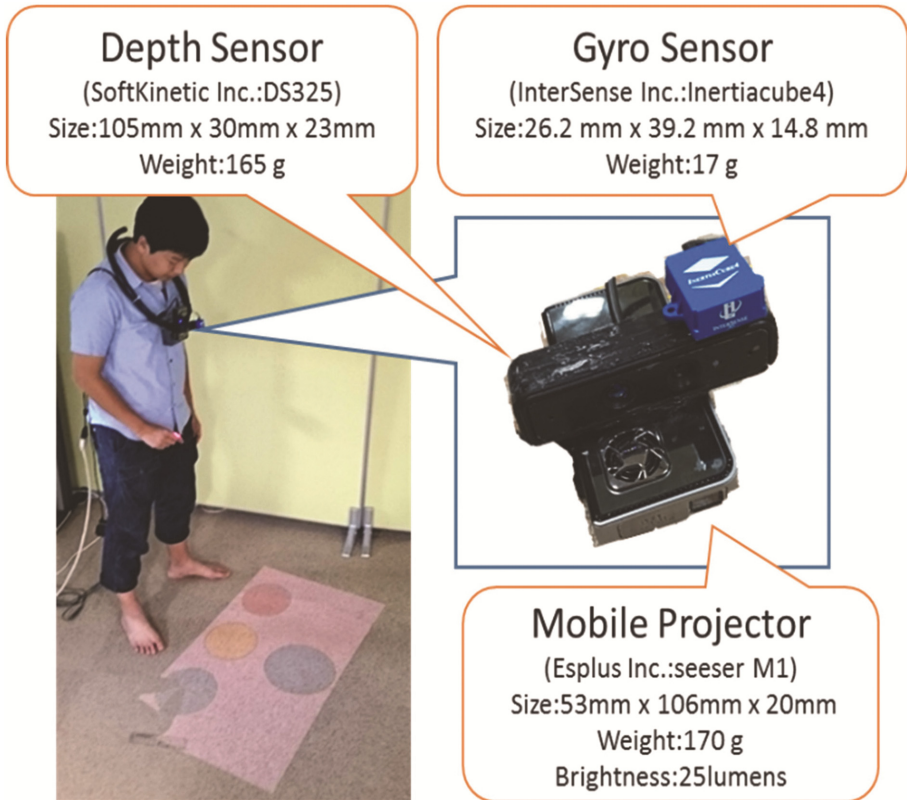 Depth Sensor
(SoftKinetic Inc.:DS325)
Size:105mm x 30mm x 23mm
Weight:165 g
Gyro Sensor
(InterSense Inc.:Inertiacube4)
Size:26.2 mm x 39.2 mm x 14.8 mm
Weight:17 g
INERTIACUBE4
INTERSENSE
Mobile Projector
(Esplus Inc.:seeser M1)
Size:53mm x 106mm x 20mm
Weight:170 g
Brightness:25lumens